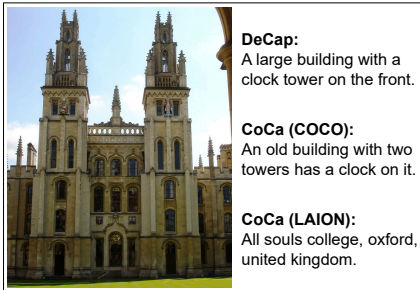 DeCap:
A large building with a
clock tower on the front.
CoCa (COCO):
An old building with two
towers has a clock on it.
CoCa (LAION):
All souls college, oxford,
united kingdom.